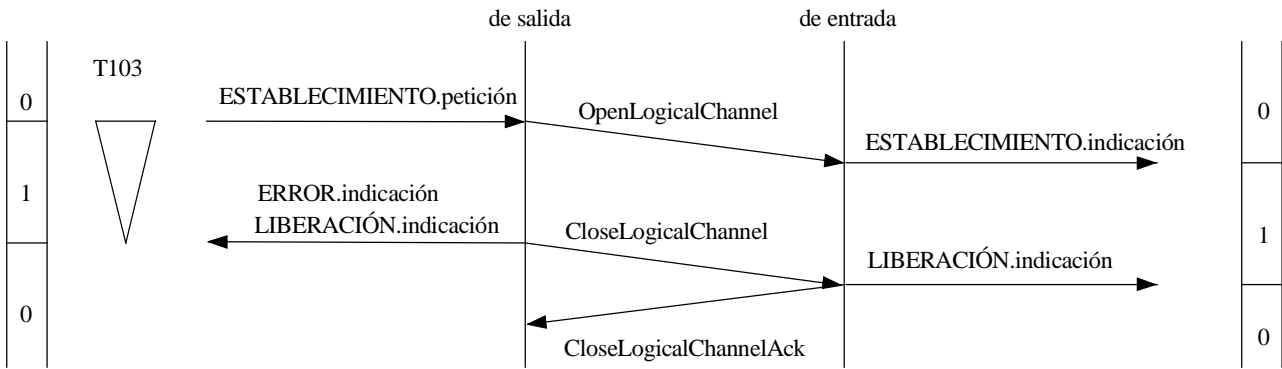 de salida
de entrada
T103
0
ESTABLECIMIENTO.petición
OpenLogicalChannel
0
ESTABLECIMIENTO.indicación
1
ERROR.indicación
LIBERACIÓN.indicación
CloseLogicalChannel
1
LIBERACIÓN.indicación
0
CloseLogicalChannelAck
0